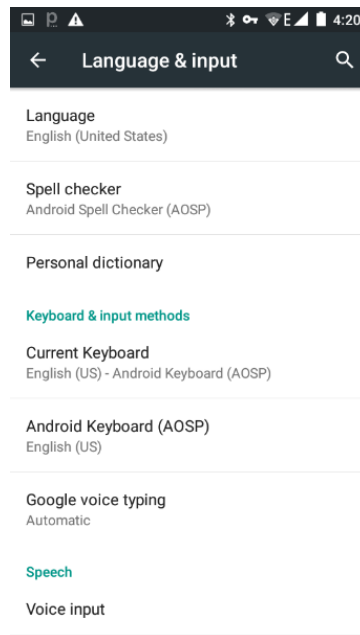 E 4:20
Language & input
Language
English (United States)
Spell checker
Android Spell Checker (AOSP)
Personal dictionary
Keyboard & input methods
Current Keyboard
English (US) - Android Keyboard (AOSP)
Android Keyboard (AOSP)
English (US)
Google voice typing
Automatic
Speech
Voice input